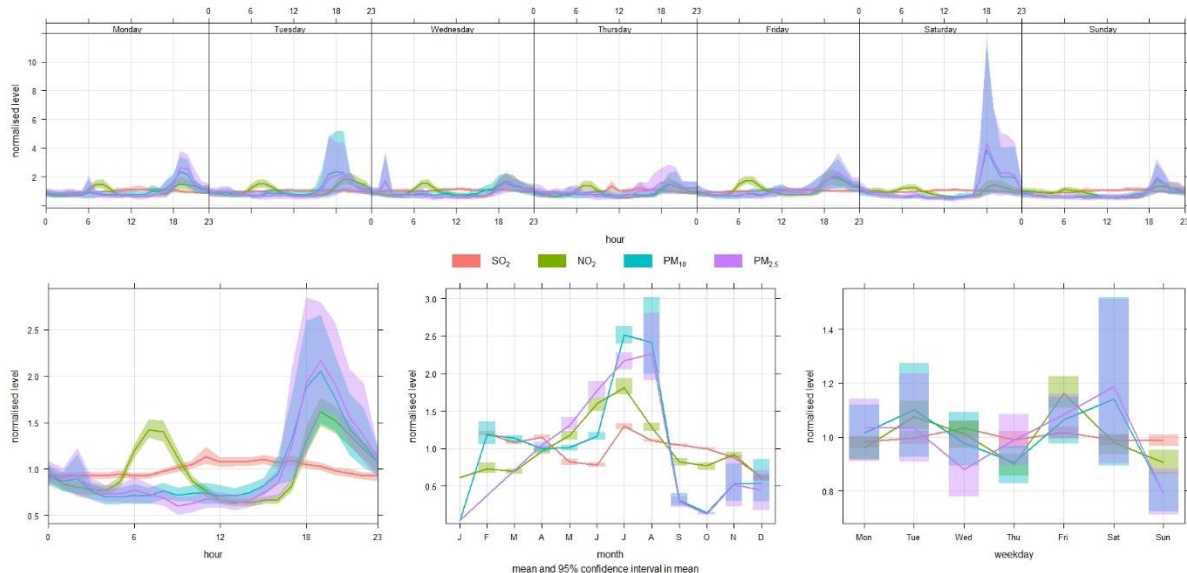 0 6 12 18 23 0 6 12 18 23 0 6 12 18 23
Monday Tuesday Wednesday Thursday Friday Saturday Sunday
10
8
6
4
2
normalised level
0 6 12 18 23 0 6 12 18 23 0 6 12 18 23 0 6 12 18 23
hour
SO2 NO2 PM10 PM2.5
2.5
2.0
1.5
1.0
0.5
normalised level
0 6 12 18 23
hour
3.0
2.5
2.0
1.5
1.0
0.5
normalised level
J F M A M J J A S O N D
month
mean and 95% confidence interval in mean
1.4
1.2
1.0
0.8
normalised level
Mon Tue Wed Thu Fri Sat Sun
weekday